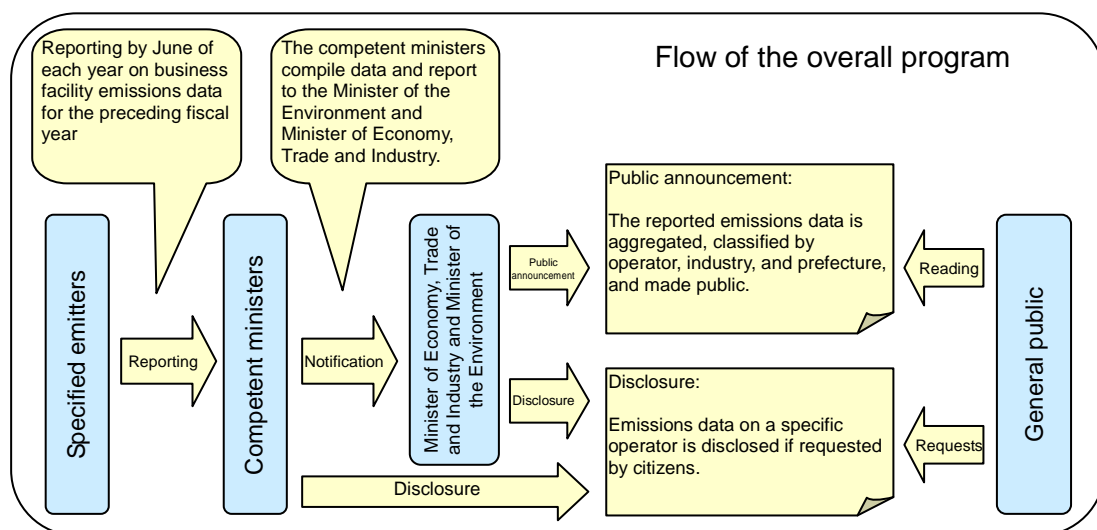 Flow of the overall program
Reporting by June of
each year on business
facility emissions data
for the preceding fiscal
year
The competent ministers
compile data and report
to the Minister of the
Environment and
Minister of Economy,
Trade and Industry.
Specified emitters
Reporting
Competent ministers
Notification
Minister of Economy, Trade
and Industry and Minister of
the Environment
Public
announcement
Public announcement:
The reported emissions data is
aggregated, classified by
operator, industry, and prefecture,
and made public.
Reading
General public
Disclosure
Disclosure:
Emissions data on a specific
operator is disclosed if requested
by citizens.
Requests
Disclosure